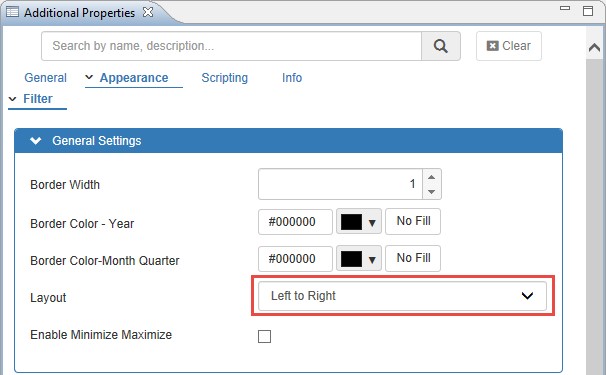 Additional Properties
Search by name, description...
Clear
General Appearance Scripting Info
Filter
General Settings
Border Width 1
Border Color - Year #000000 No Fill
Border Color-Month Quarter #000000 No Fill
Layout Left to Right
Enable Minimize Maximize